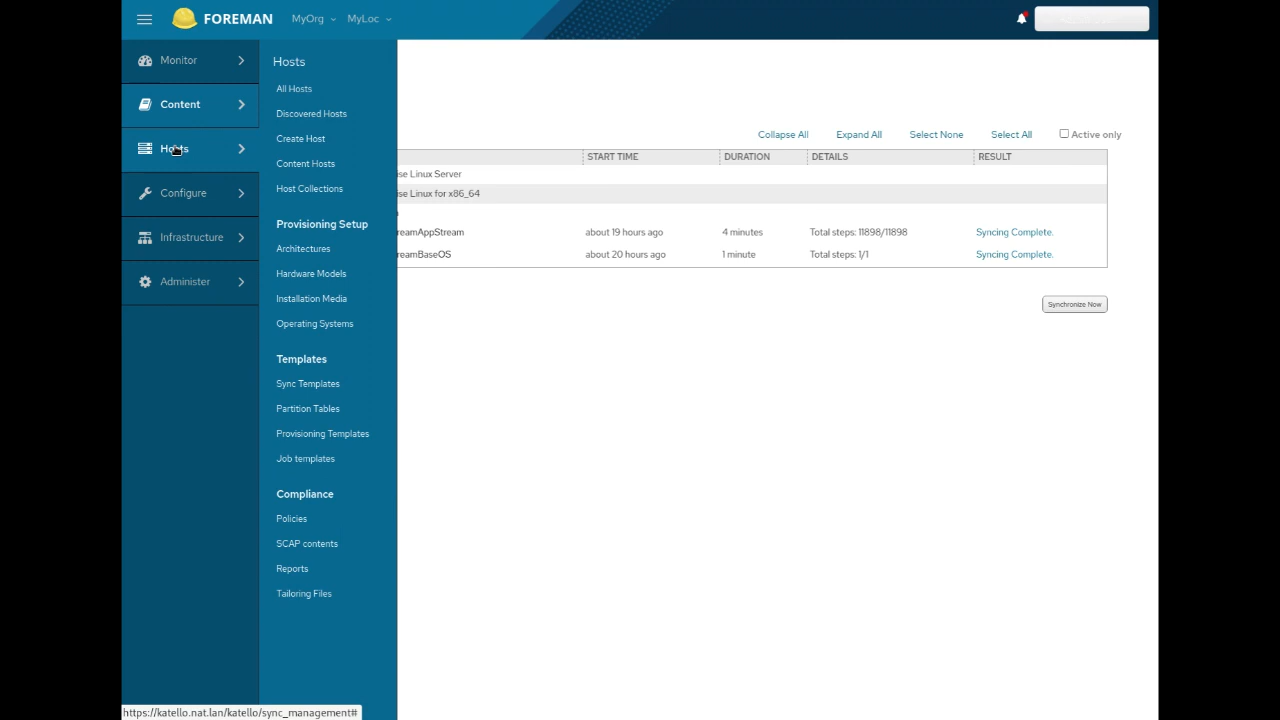 FOREMAN MyOrg MyLoc
Monitor
Content
Hosts
Configure
Infrastructure
Administer
Hosts
All Hosts
Discovered Hosts
Create Host
Content Hosts
Host Collections
Provisioning Setup
Architectures
Hardware Models
Installation Media
Operating Systems
Templates
Sync Templates
Partition Tables
Provisioning Templates
Job templates
Compliance
Policies
SCAP contents
Reports
Tailoring Files
Collapse All Expand All Select None Select All Active only
START TIME DURATION DETAILS RESULT
se Linux Server
se Linux for x86_64
reamAppStream about 19 hours ago 4 minutes Total steps: 11898/11898 Syncing Complete.
reamBaseOS about 20 hours ago 1 minute Total steps: 1/1 Syncing Complete.
Synchronize Now
https://katello.nat.lan/katello/sync_management#